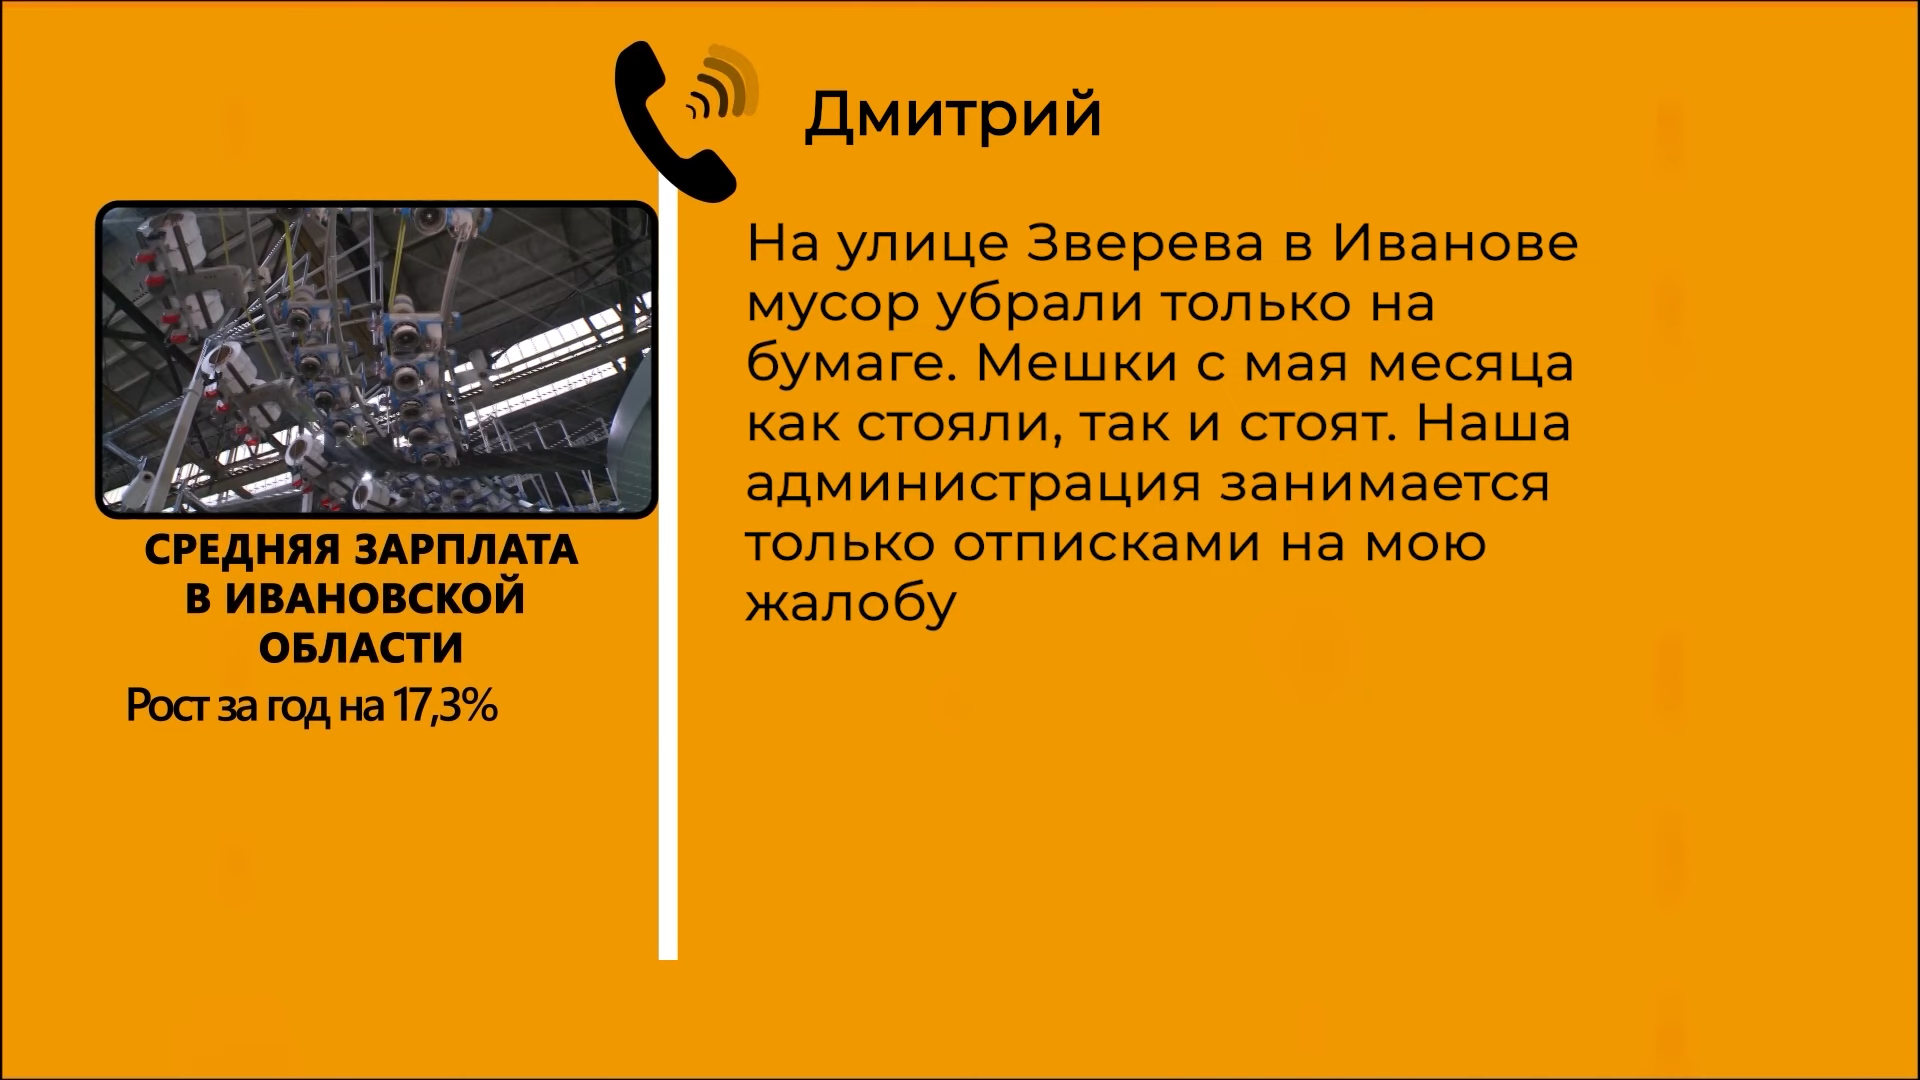 Дмитрий
На улице Зверева в Иванове
мусор убрали только на
бумаге. Мешки с мая месяца
как стояли, так и стоят. Наша
администрация занимается
только отписками на мою
жалобу
СРЕДНЯЯ ЗАРПЛАТА
В ИВАНОВСКОЙ
ОБЛАСТИ
Рост за год на 17,3%